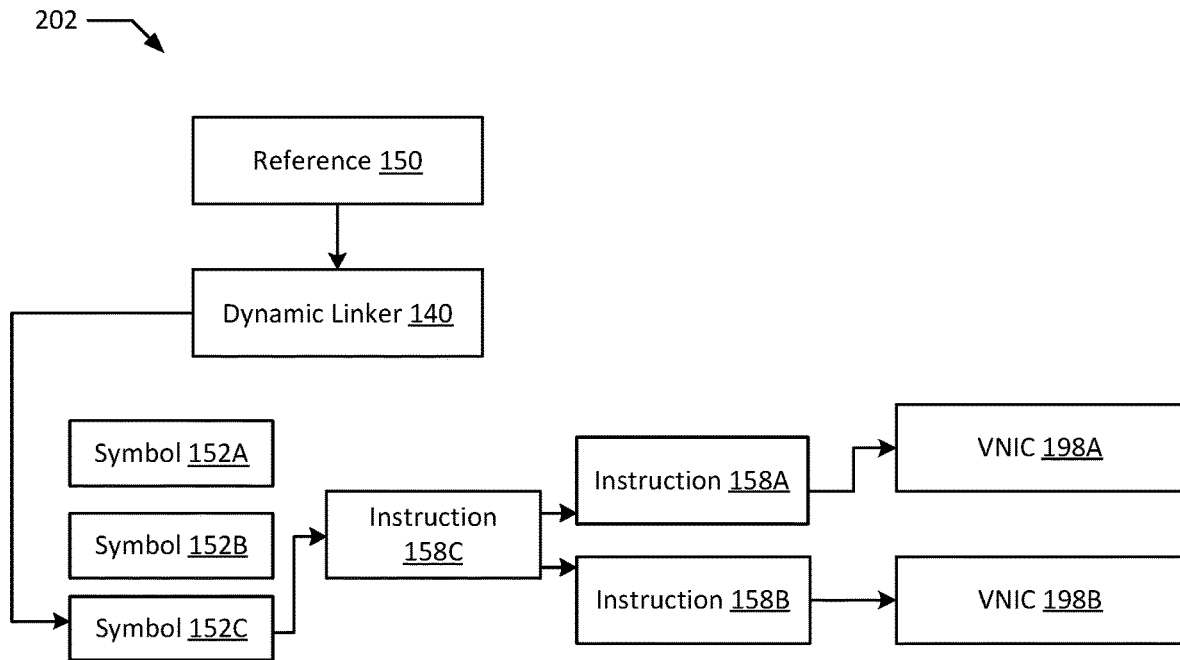 202
Reference 150
Dynamic Linker 140
Symbol 152A
Symbol 152B
Symbol 152C
Instruction
158C
Instruction 158A
Instruction 158B
VNIC 198A
VNIC 198B